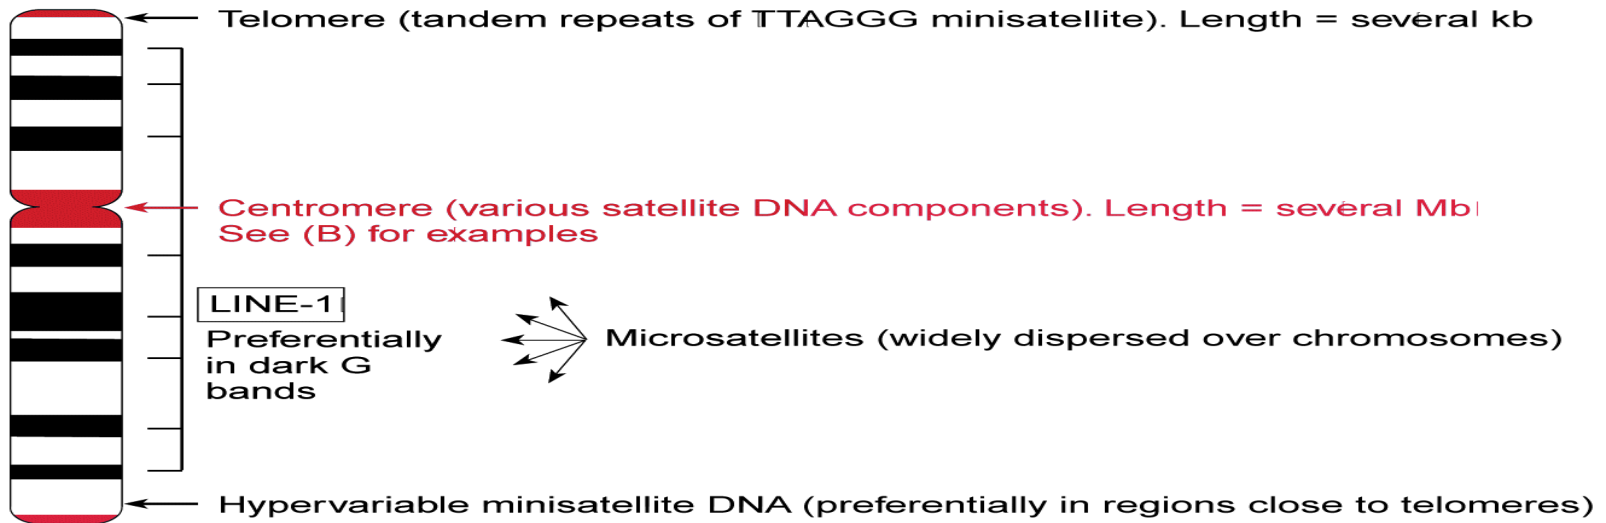 Telomere (tandem repeats of TTAGGG minisatellite). Length = several kb
Centromere (various satellite DNA components). Length = several Mb
See (B) for examples
LINE-1
Preferentially
in dark G
bands
Microsatellites (widely dispersed over chromosomes)
Hypervariable minisatellite DNA (preferentially in regions close to telomeres)